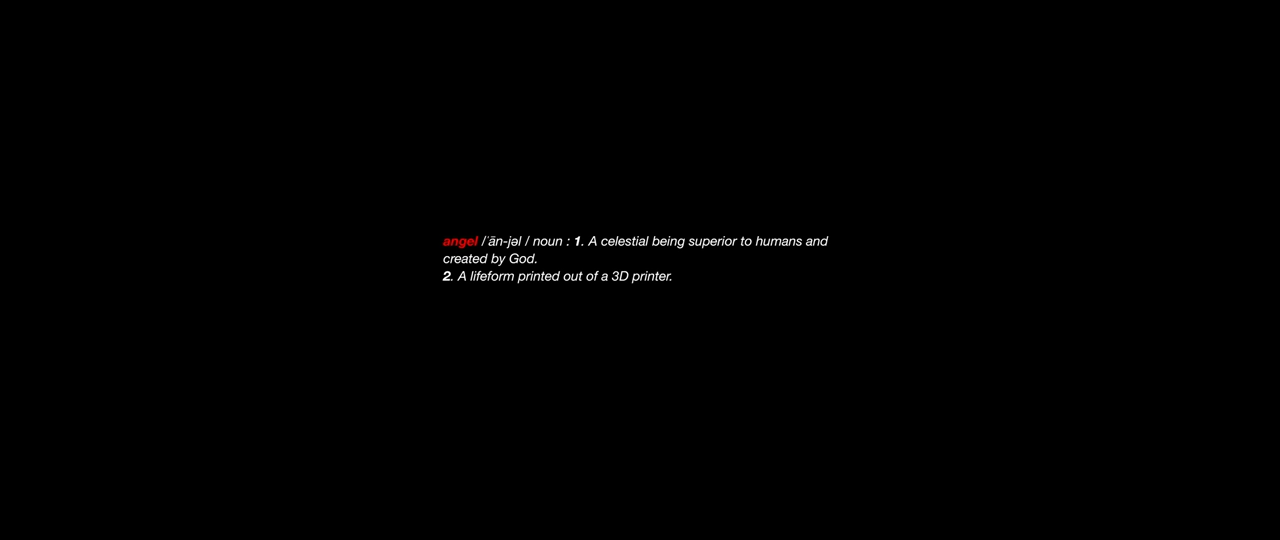 angel /ˈān-jəl / noun : 1. A celestial being superior to humans and
created by God.
2. A lifeform printed out of a 3D printer.